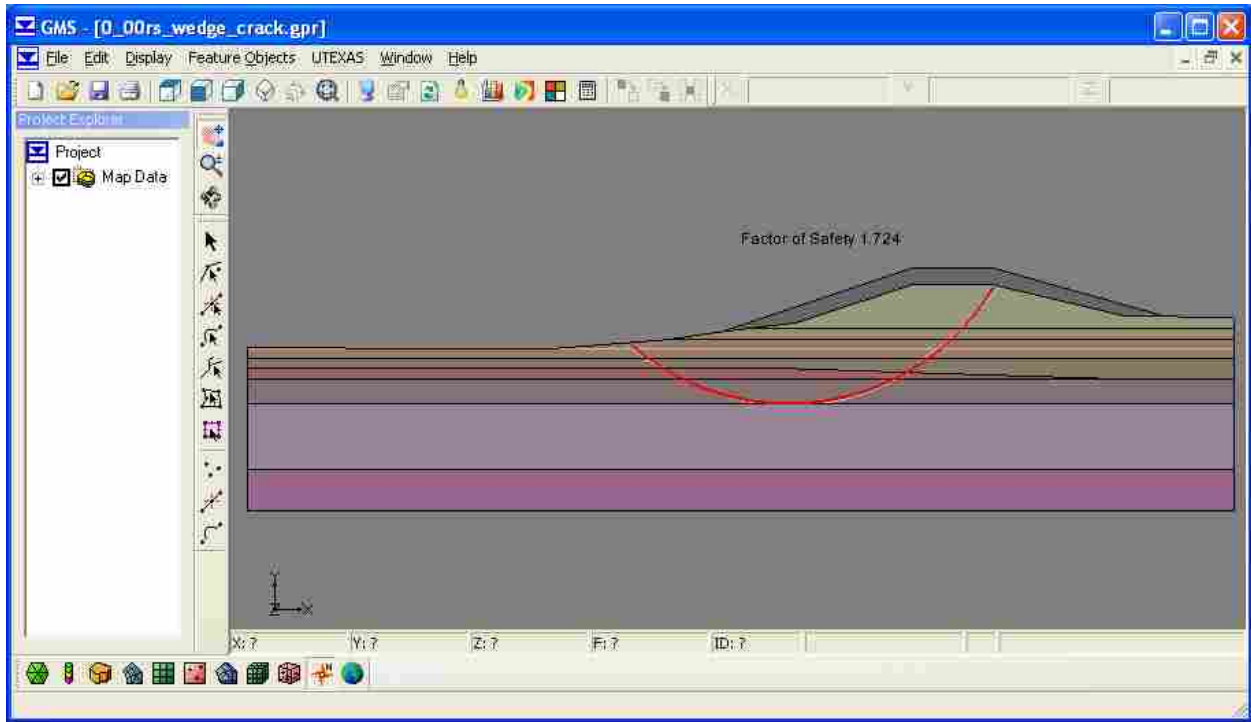 GMS - [0_00rs_wedge_crack.gpr]
File Edit Display Feature Objects UTEXAS Window Help
Project Explorer
Project
Map Data
Factor of Safety 1.724
Y
Z X
X: ? Y: ? Z: ? F: ? ID: ?